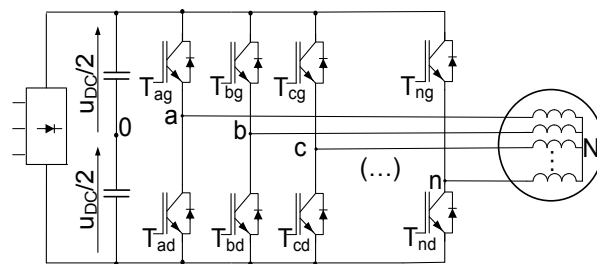 u_DC/2
T_ag
T_bg
T_cg
T_ng
0
a
b
c
(...)
n
N
u_DC/2
T_ad
T_bd
T_cd
T_nd